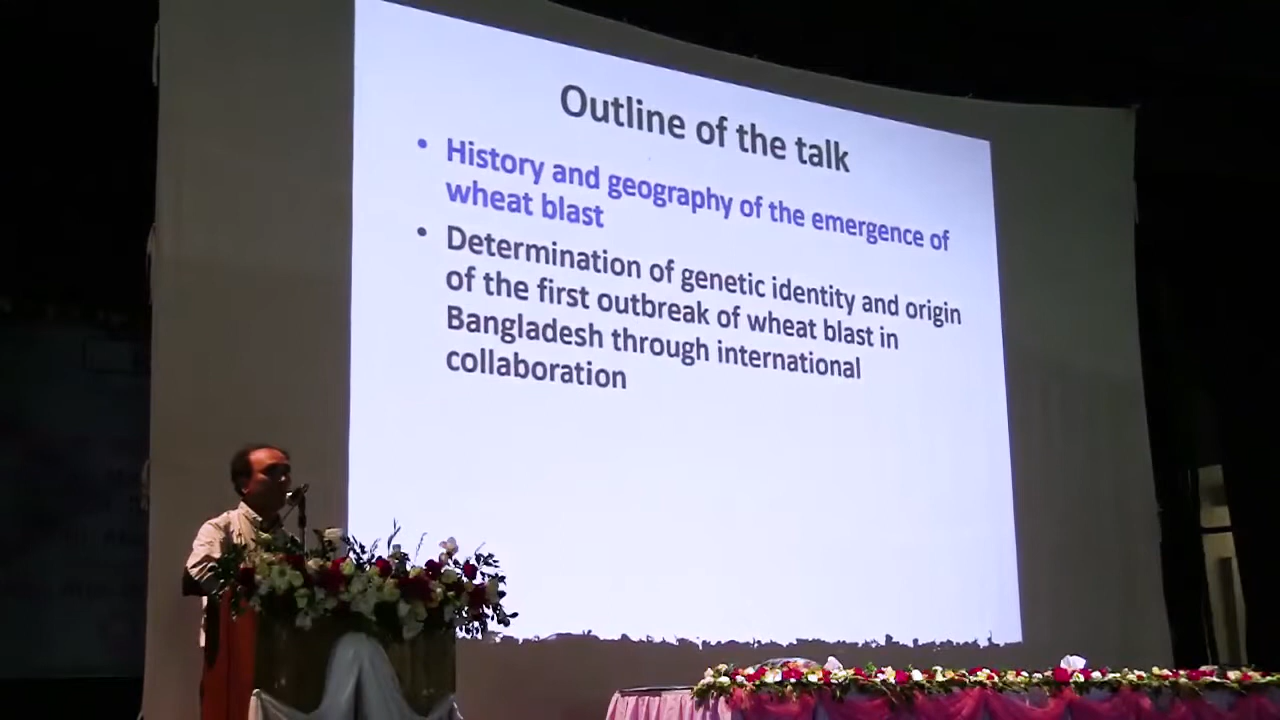 Outline of the talk
• History and geography of the emergence of
wheat blast
• Determination of genetic identity and origin
of the first outbreak of wheat blast in
Bangladesh through international
collaboration